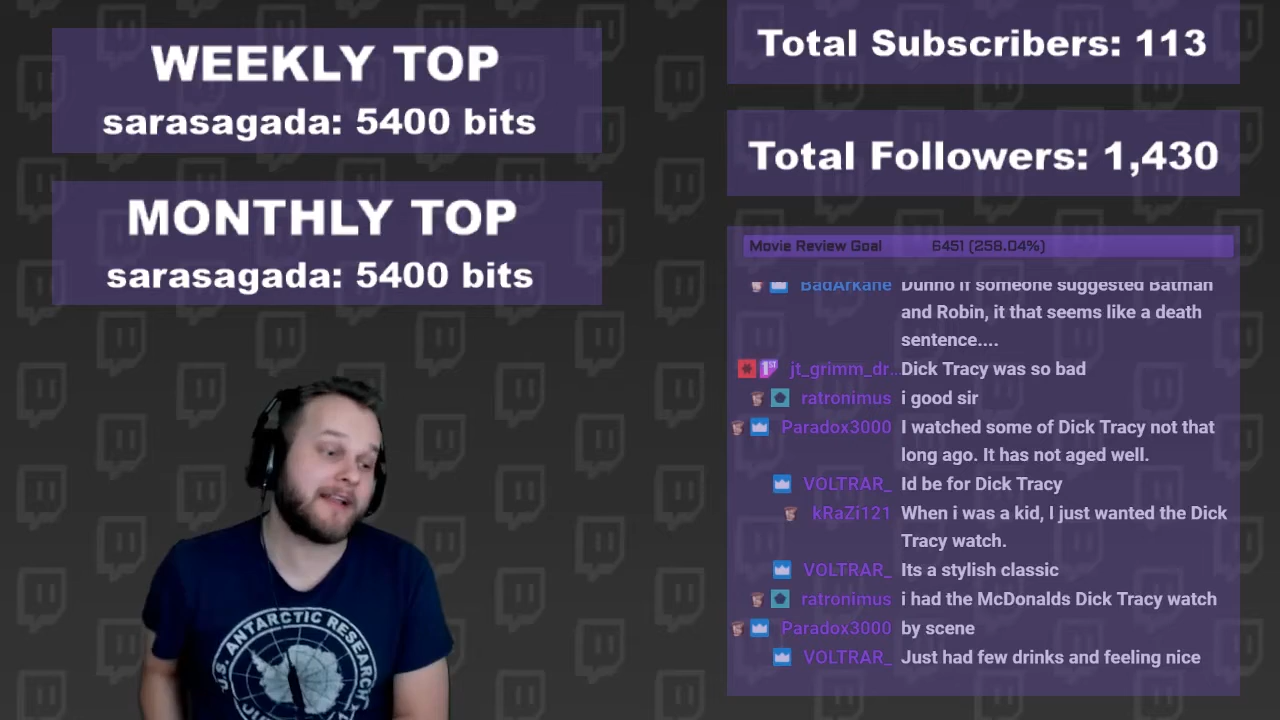 WEEKLY TOP
sarasagada: 5400 bits
MONTHLY TOP
sarasagada: 5400 bits
Total Subscribers: 113
Total Followers: 1,430
Movie Review Goal 6451 (258.04%)
BadArkane Dunno if someone suggested Batman
and Robin, it that seems like a death
sentence....
jt_grimm_dr... Dick Tracy was so bad
ratronimus i good sir
Paradox3000 I watched some of Dick Tracy not that
long ago. It has not aged well.
VOLTRAR_ Id be for Dick Tracy
kRaZi121 When i was a kid, I just wanted the Dick
Tracy watch.
VOLTRAR_ Its a stylish classic
ratronimus i had the McDonalds Dick Tracy watch
Paradox3000 by scene
VOLTRAR_ Just had few drinks and feeling nice
U.S. ANTARCTIC RESEARCH